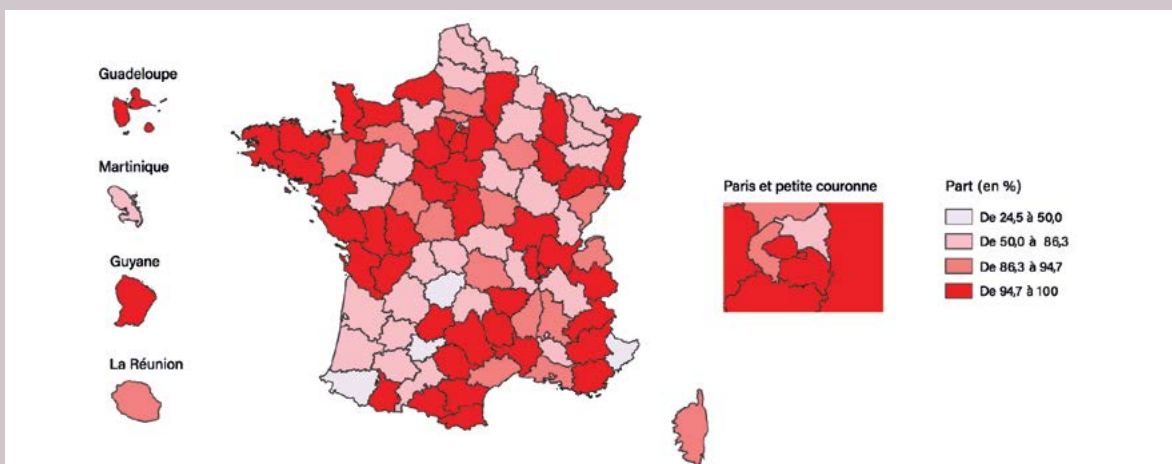 Guadeloupe
Martinique
Guyane
La Réunion
Paris et petite couronne
Part (en %)
De 24,5 à 50,0
De 50,0 à 86,3
De 86,3 à 94,7
De 94,7 à 100